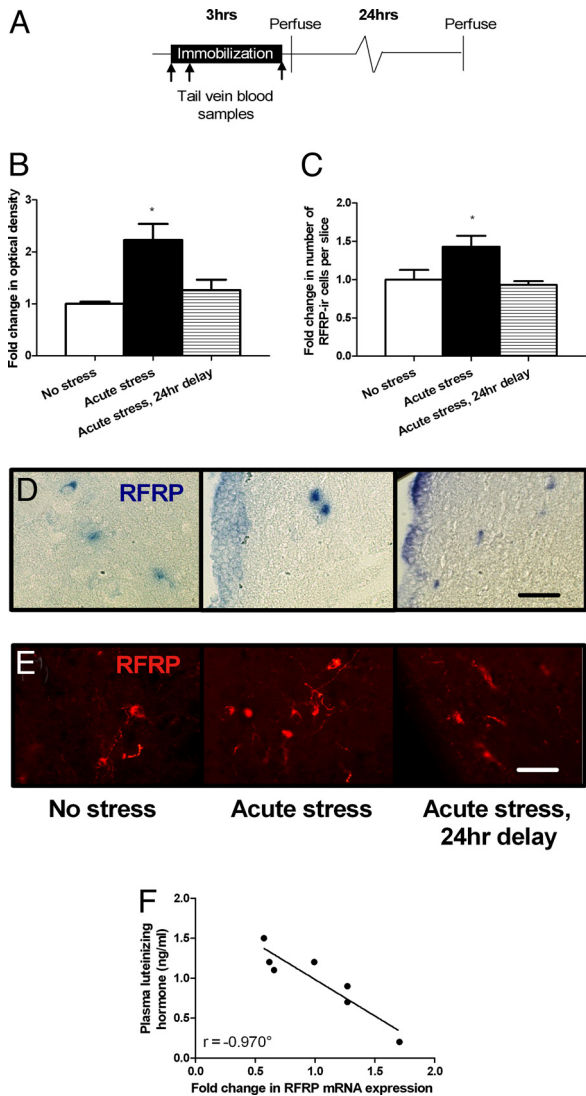 A
3hrs
24hrs
Perfuse
Perfuse
Immobilization
Tail vein blood
samples
B
Fold change in optical density
3
2
1
0
*
No stress
Acute stress
Acute stress, 24hr delay
C
Fold change in number of
RFRP-ir cells per slice
2.0
1.5
1.0
0.5
0.0
*
No stress
Acute stress
Acute stress, 24hr delay
D
RFRP
E
RFRP
No stress
Acute stress
Acute stress,
24hr delay
F
Plasma luteinizing
hormone (ng/ml)
2.0
1.5
1.0
0.5
0.0
r = -0.970°
0.0
0.5
1.0
1.5
2.0
Fold change in RFRP mRNA expression